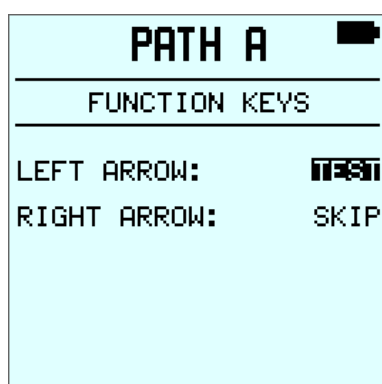 PATH A
FUNCTION KEYS
LEFT ARROW: TEST
RIGHT ARROW: SKIP